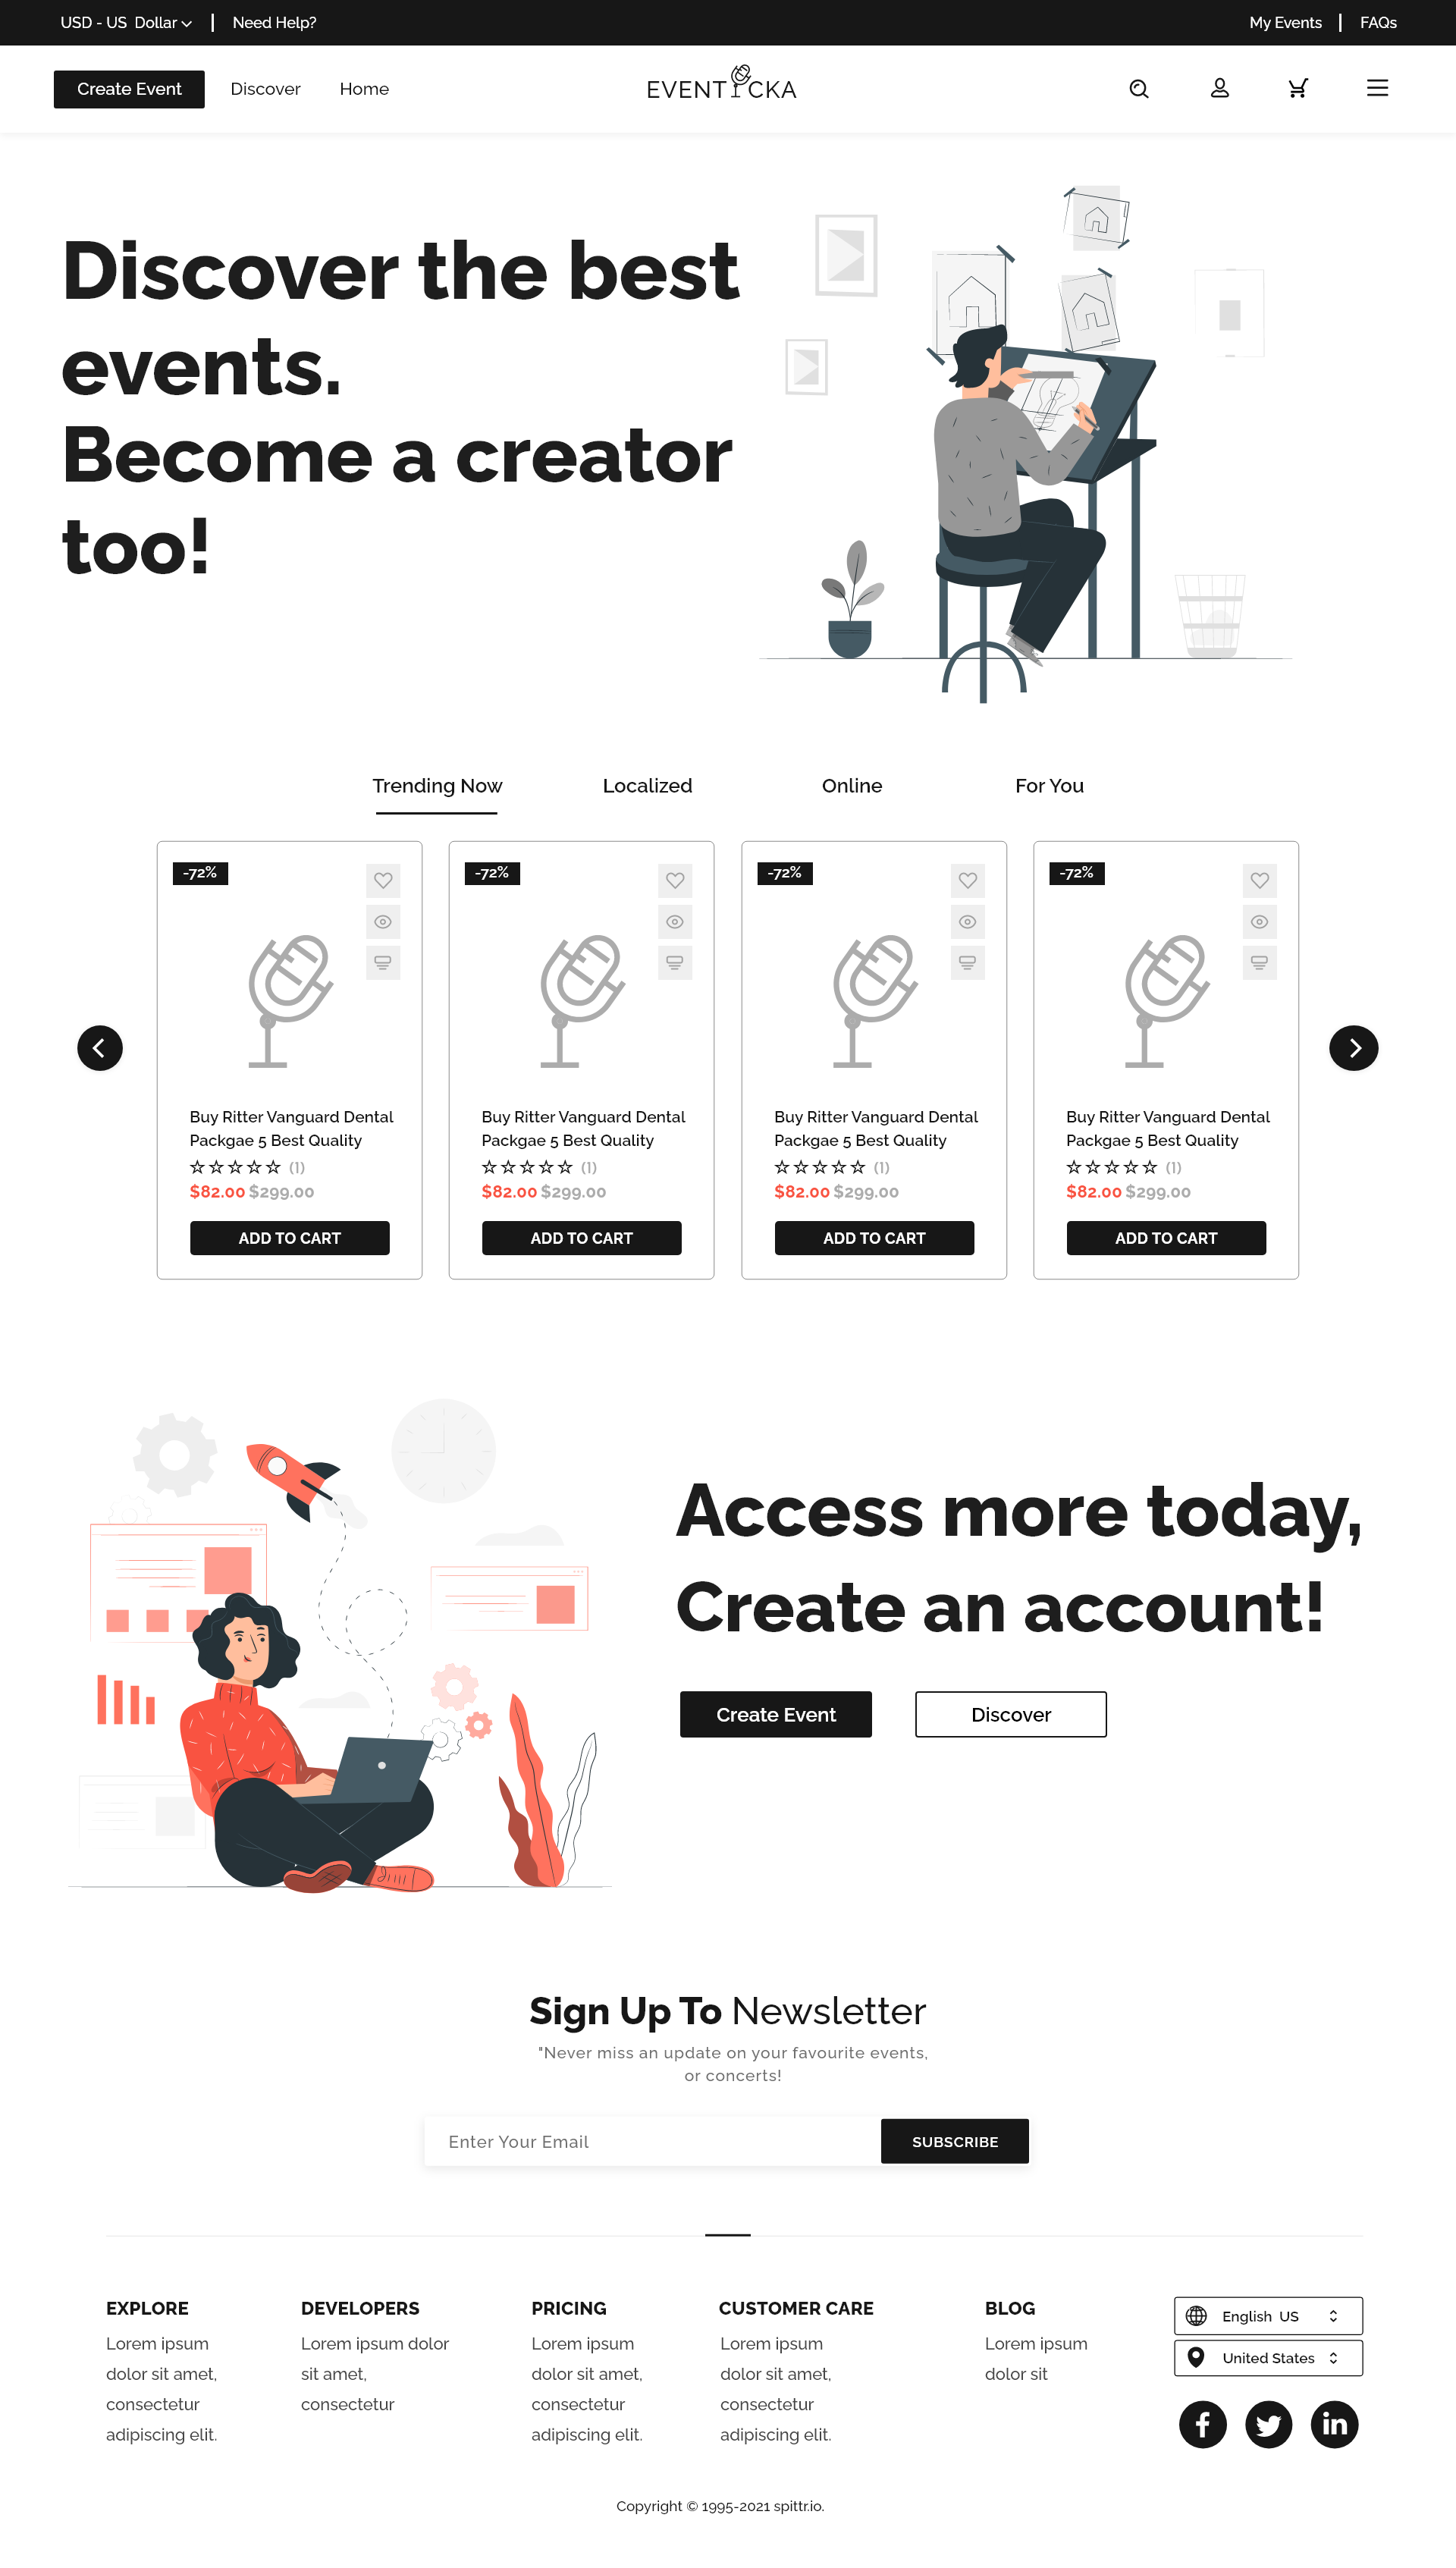 USD - US Dollar | Need Help? My Events | FAQs
Create Event Discover Home EVENTICKA
Discover the best
events.
Become a creator
too!
Trending Now Localized Online For You
-72% -72% -72% -72%
Buy Ritter Vanguard Dental Buy Ritter Vanguard Dental Buy Ritter Vanguard Dental Buy Ritter Vanguard Dental
Packgae 5 Best Quality Packgae 5 Best Quality Packgae 5 Best Quality Packgae 5 Best Quality
(1) (1) (1) (1)
$82.00 $299.00 $82.00 $299.00 $82.00 $299.00 $82.00 $299.00
ADD TO CART ADD TO CART ADD TO CART ADD TO CART
Access more today,
Create an account!
Create Event Discover
Sign Up To Newsletter
"Never miss an update on your favourite events,
or concerts!
Enter Your Email SUBSCRIBE
EXPLORE
Lorem ipsum
dolor sit amet,
consectetur
adipiscing elit.
DEVELOPERS
Lorem ipsum dolor
sit amet,
consectetur
PRICING
Lorem ipsum
dolor sit amet,
consectetur
adipiscing elit.
CUSTOMER CARE
Lorem ipsum
dolor sit amet,
consectetur
adipiscing elit.
BLOG
Lorem ipsum
dolor sit
English US
United States
Copyright © 1995-2021 spittr.io.